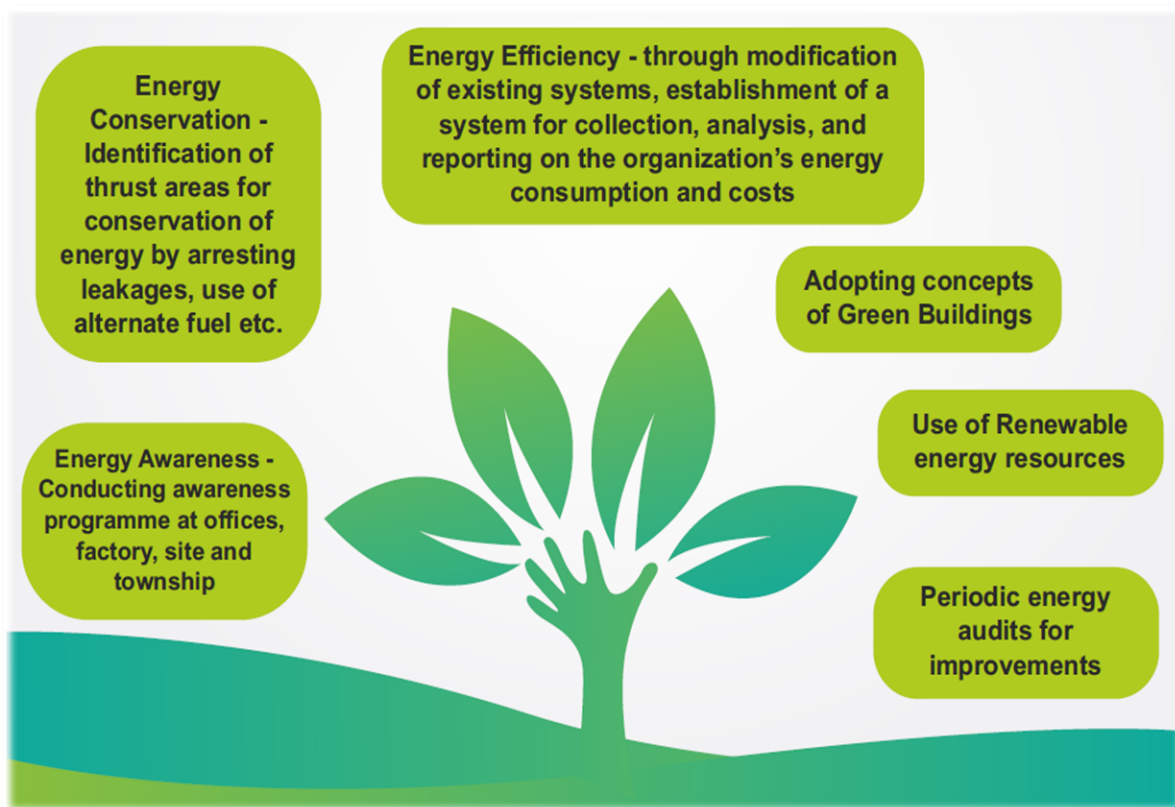 Energy
Conservation -
Identification of
thrust areas for
conservation of
energy by arresting
leakages, use of
alternate fuel etc.
Energy Efficiency - through modification
of existing systems, establishment of a
system for collection, analysis, and
reporting on the organization’s energy
consumption and costs
Adopting concepts
of Green Buildings
Use of Renewable
energy resources
Energy Awareness -
Conducting awareness
programme at offices,
factory, site and
township
Periodic energy
audits for
improvements